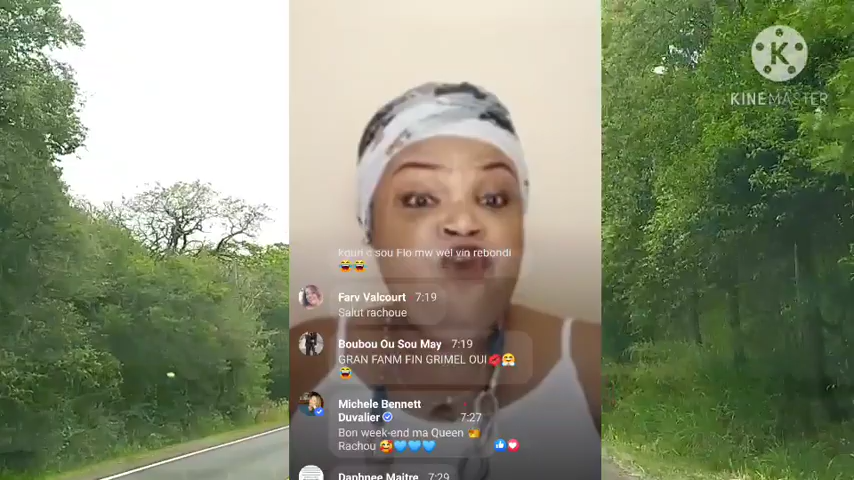 K
KINEMASTER
sou Flo mw wèl vin rebondi
😝😝
Farv Valcourt 7:19
Salut rachoue
Boubou Ou Sou May 7:19
GRAN FANM FIN GRIMEL OUI💋🤗
😝
Michele Bennett
Duvalier 7:27
Bon week-end ma Queen 👑
Rachou 🥰💙💙💙
Daphnee Maitre 7:29